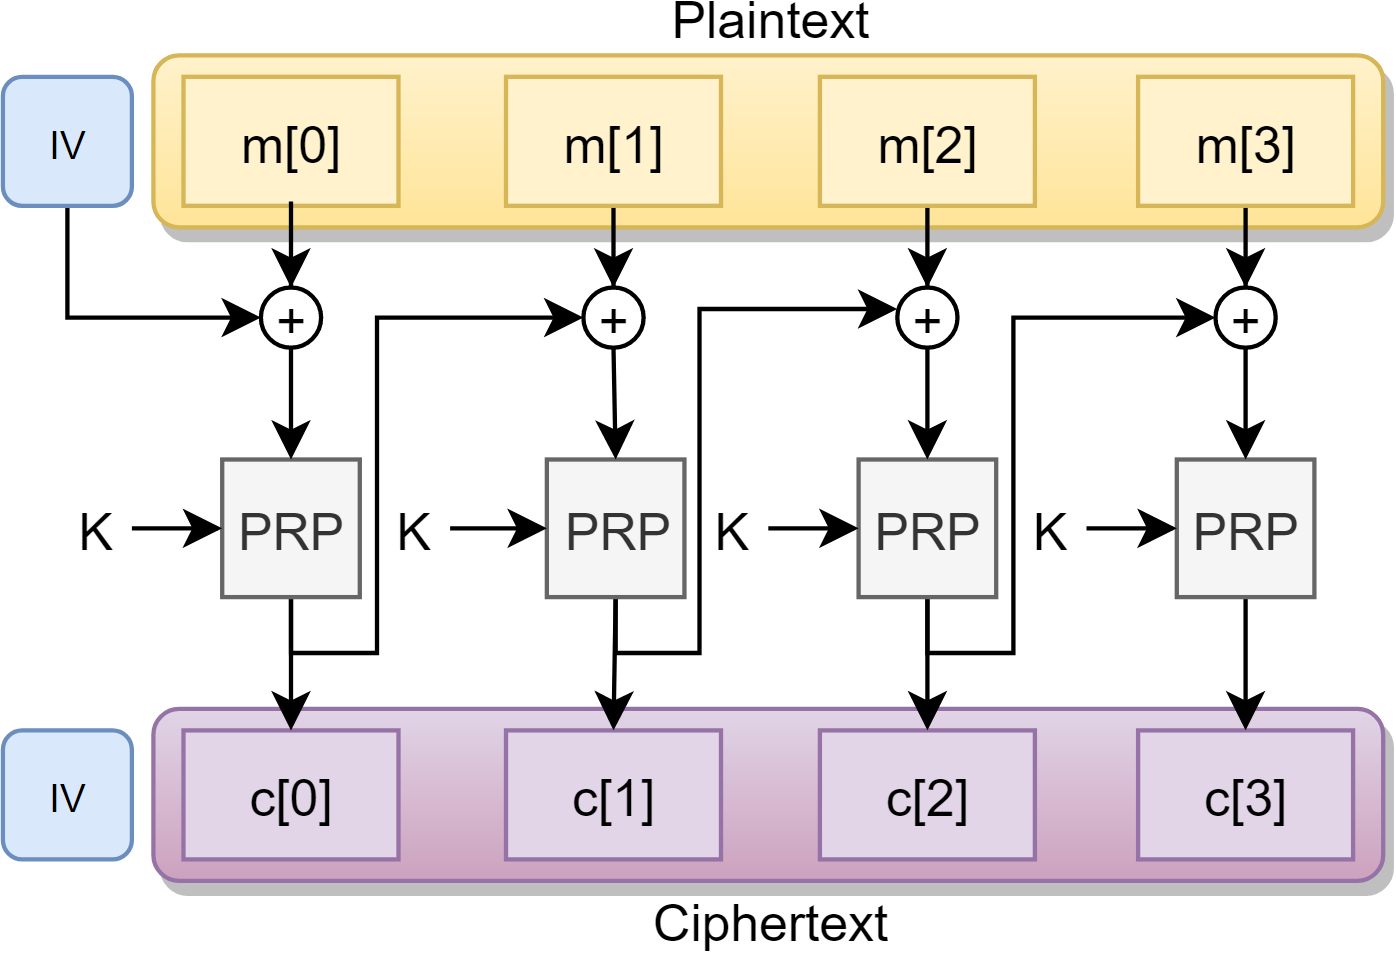 Plaintext
IV
m[0]
m[1]
m[2]
m[3]
+
+
+
+
K
PRP
K
PRP
K
PRP
K
PRP
IV
c[0]
c[1]
c[2]
c[3]
Ciphertext